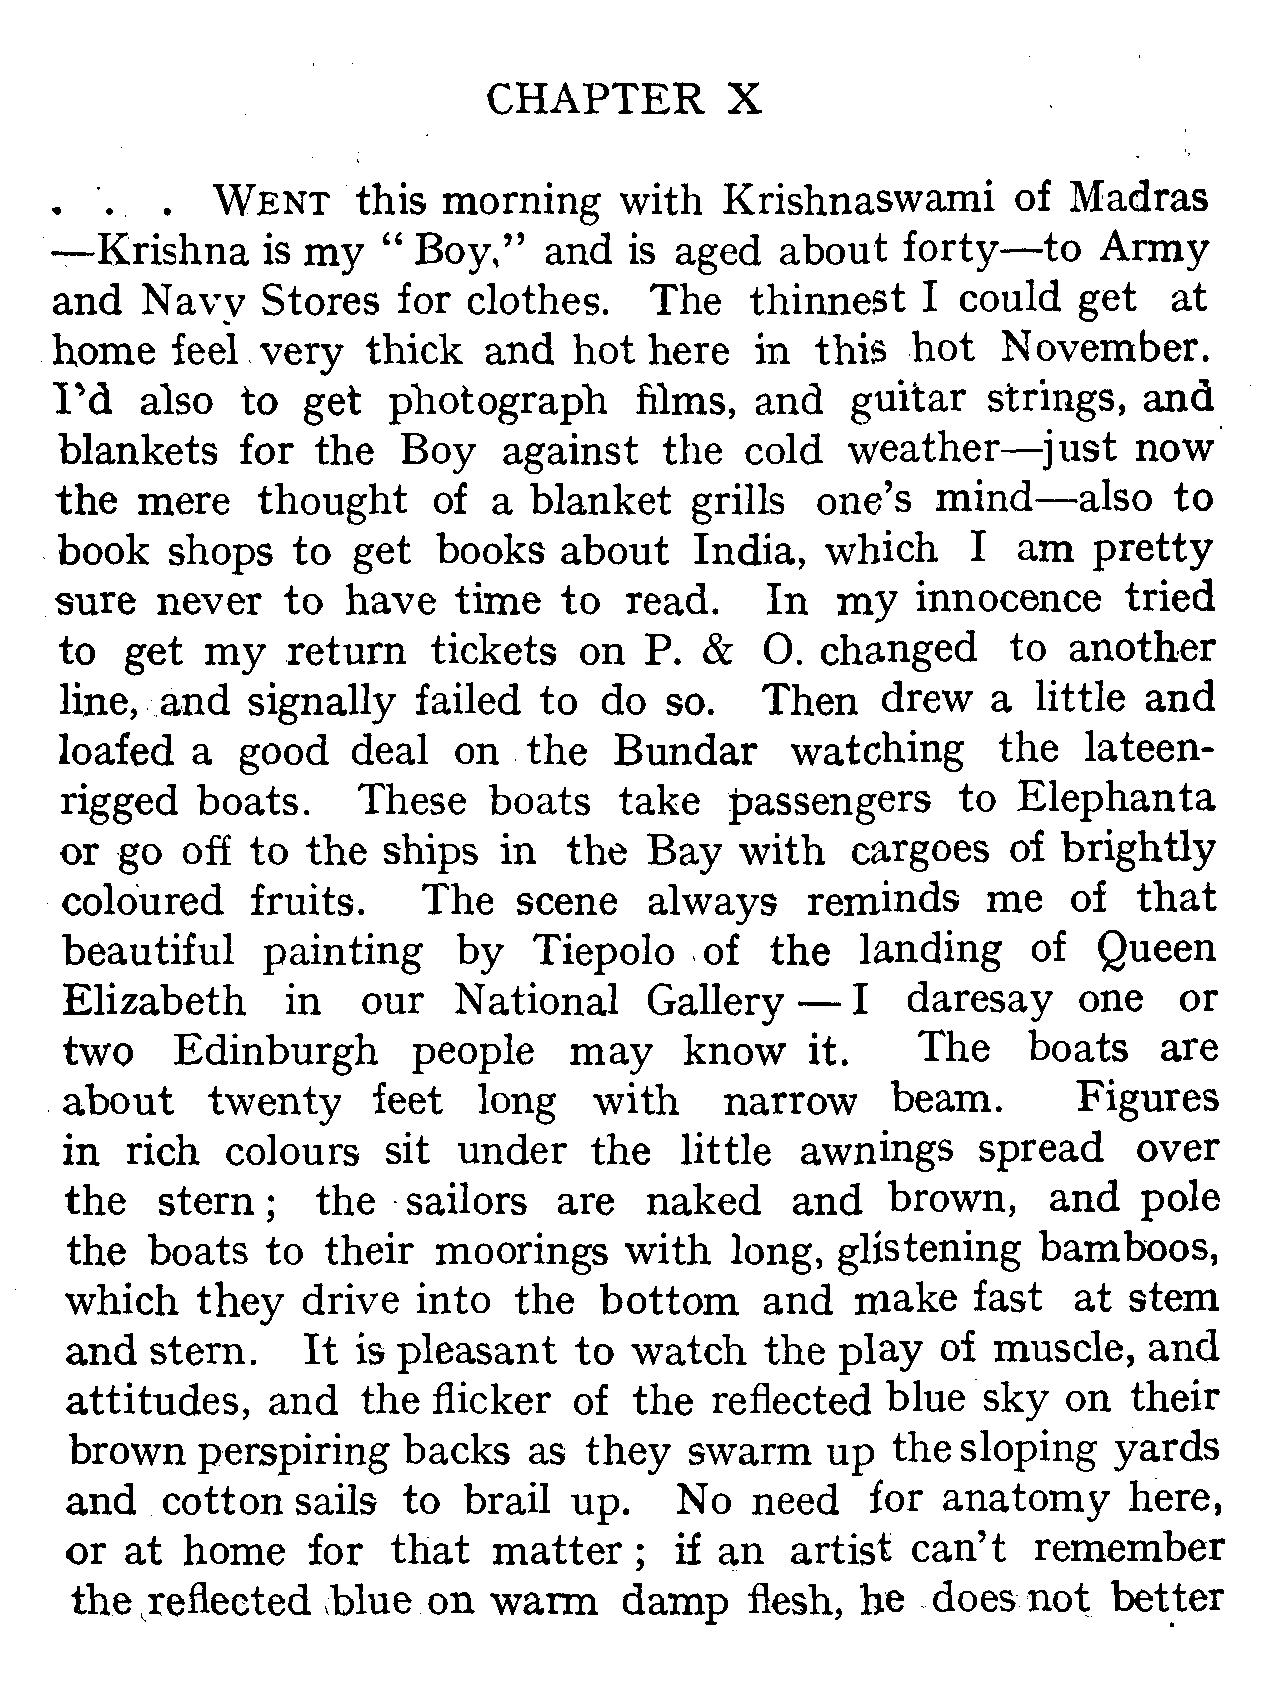 CHAPTER X
. . . WENT this morning with Krishnaswami of Madras
—Krishna is my “ Boy,” and is aged about forty—to Army
and Navy Stores for clothes. The thinnest I could get at
home feel very thick and hot here in this hot November.
I’d also to get photograph films, and guitar strings, and
blankets for the Boy against the cold weather—just now
the mere thought of a blanket grills one’s mind—also to
book shops to get books about India, which I am pretty
sure never to have time to read. In my innocence tried
to get my return tickets on P. & O. changed to another
line, and signally failed to do so. Then drew a little and
loafed a good deal on the Bundar watching the lateen-
rigged boats. These boats take passengers to Elephanta
or go off to the ships in the Bay with cargoes of brightly
coloured fruits. The scene always reminds me of that
beautiful painting by Tiepolo of the landing of Queen
Elizabeth in our National Gallery — I daresay one or
two Edinburgh people may know it. The boats are
about twenty feet long with narrow beam. Figures
in rich colours sit under the little awnings spread over
the stern ; the sailors are naked and brown, and pole
the boats to their moorings with long, glistening bamboos,
which they drive into the bottom and make fast at stem
and stern. It is pleasant to watch the play of muscle, and
attitudes, and the flicker of the reflected blue sky on their
brown perspiring backs as they swarm up the sloping yards
and cotton sails to brail up. No need for anatomy here,
or at home for that matter ; if an artist can’t remember
the reflected blue on warm damp flesh, he does not better